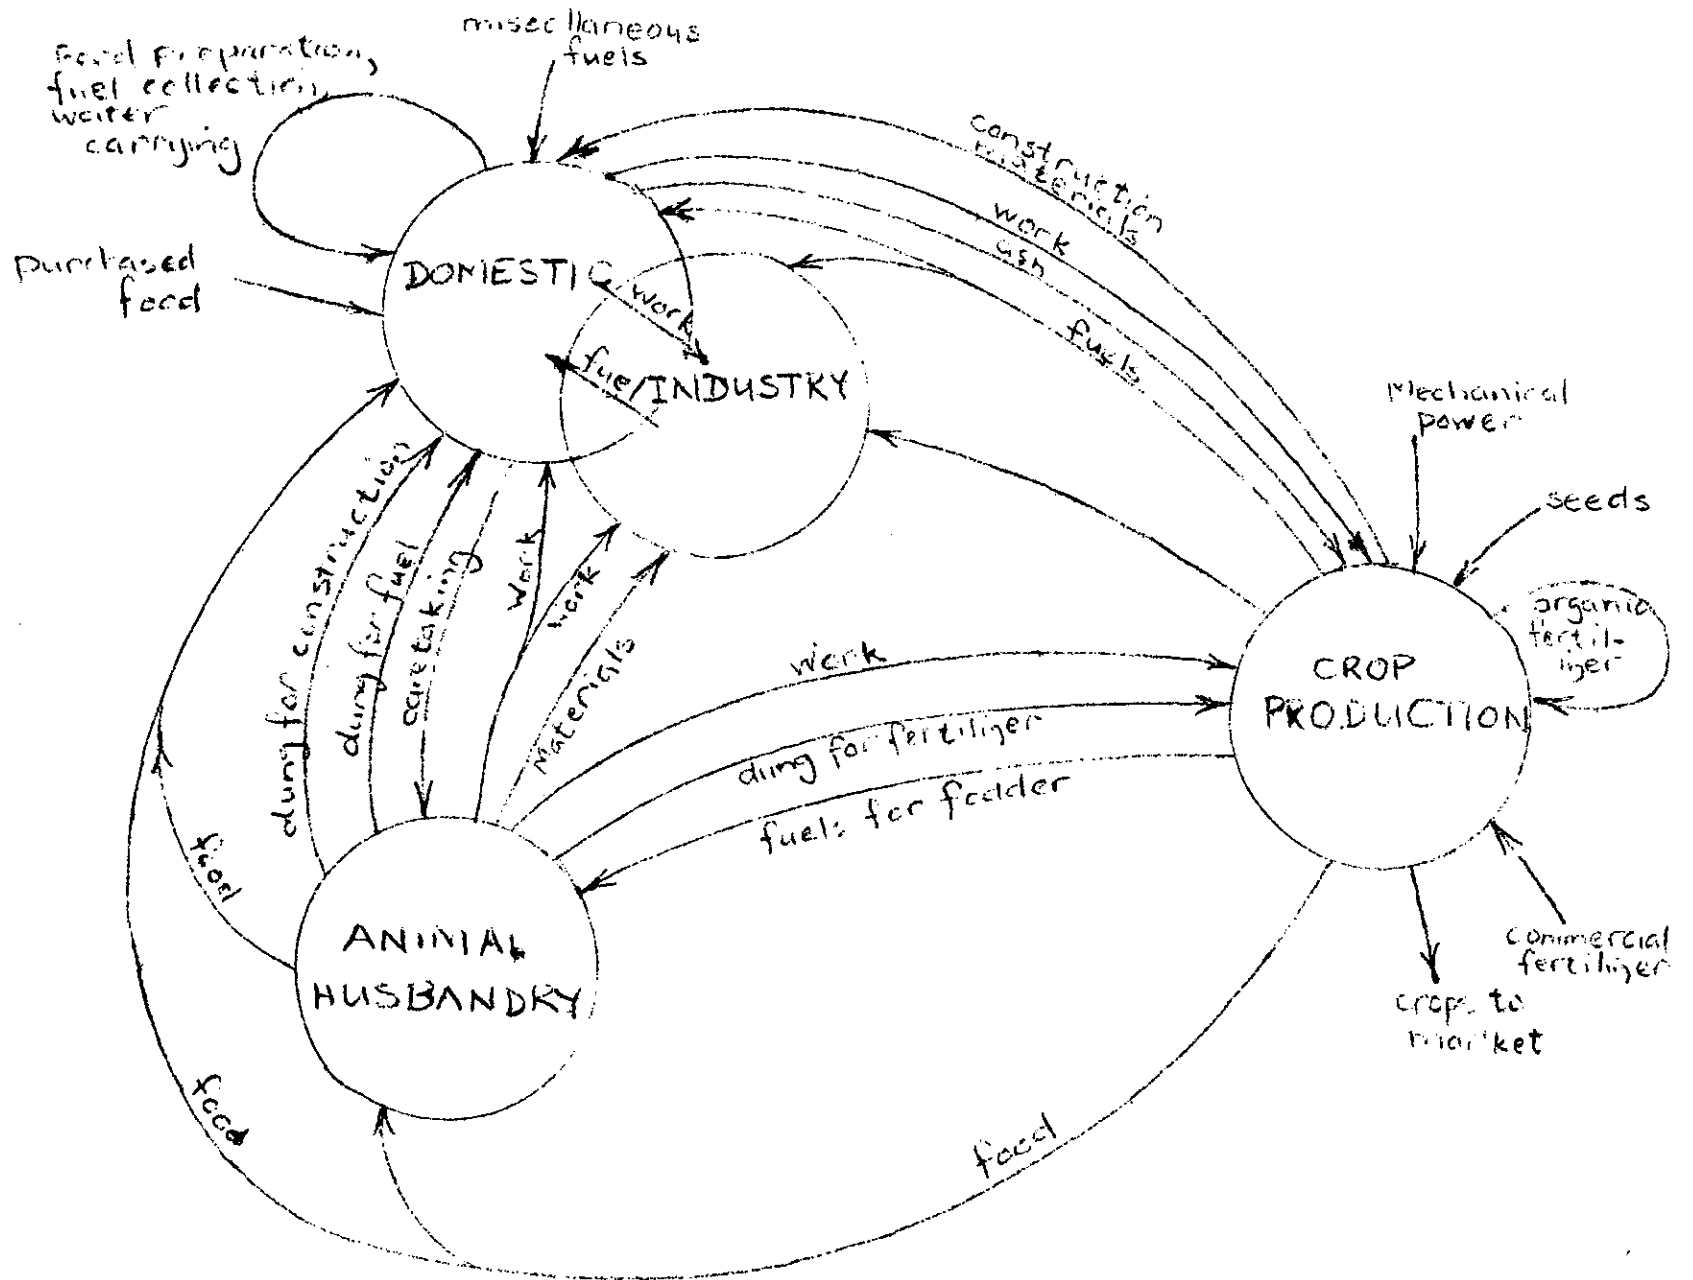 miscellaneous
fuels
Food preparation,
fuel collection,
water
carrying
purchased
food
construction
materials
work
ash
fuels
DOMESTIC
work
fuel
INDUSTRY
Mechanical
power
seeds
organic
fertil-
izer
CROP
PRODUCTION
commercial
fertilizer
crops to
market
dung for construction
dung for fuel
caretaking
work
work
Materials
work
dung for fertilizer
fuels for fodder
food
ANIMAL
HUSBANDRY
food
food